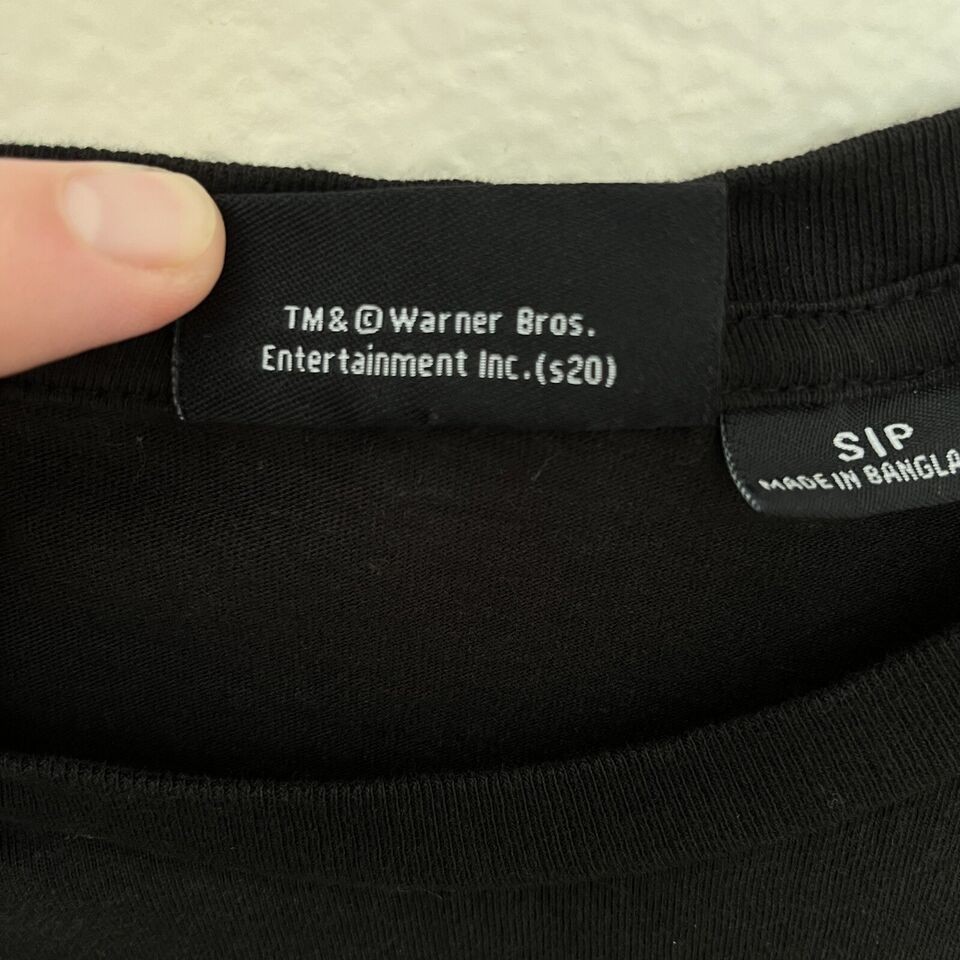 TM & © Warner Bros.
Entertainment Inc.(s20)
S/P
MADE IN BANGLA